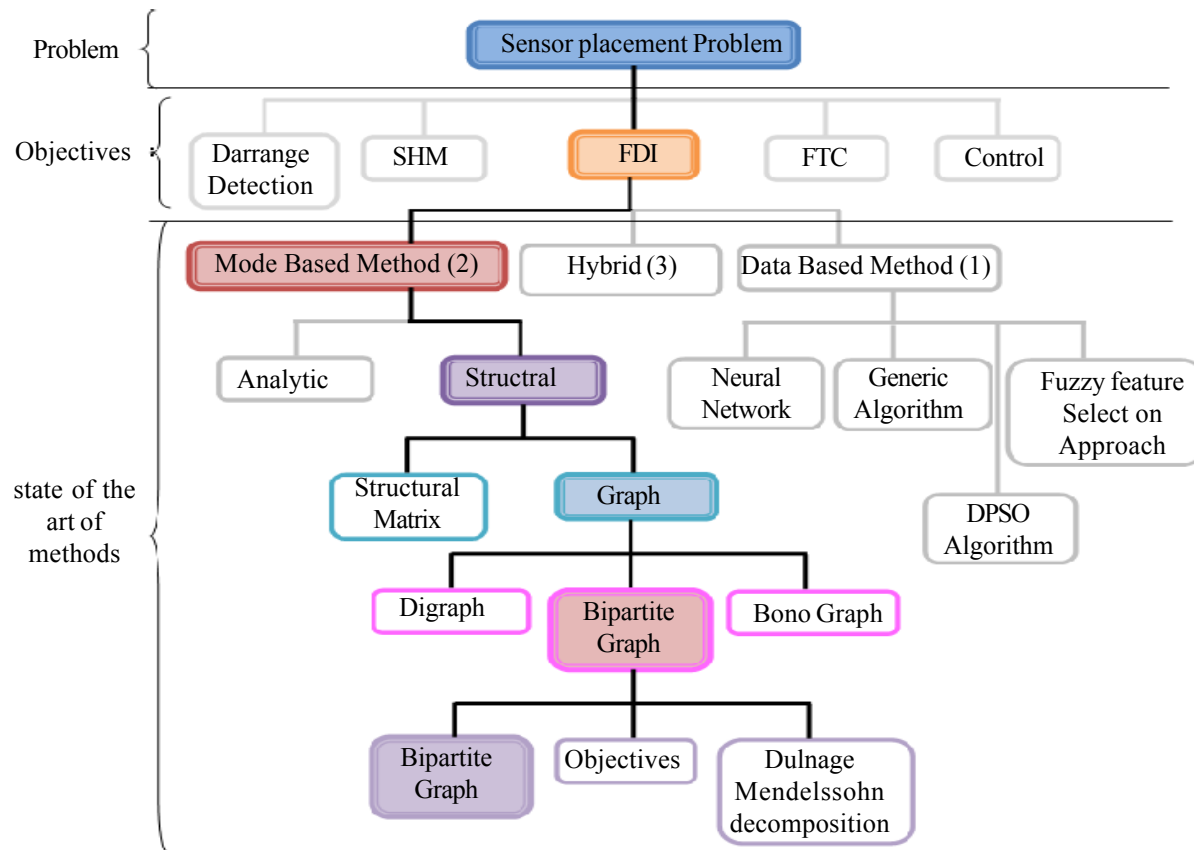 Problem
Sensor placement Problem
Objectives
Darrange
Detection
SHM
FDI
FTC
Control
state of the
art of
methods
Mode Based Method (2)
Hybrid (3)
Data Based Method (1)
Analytic
Structral
Neural
Network
Generic
Algorithm
Fuzzy feature
Select on
Approach
Structural
Matrix
Graph
DPSO
Algorithm
Digraph
Bipartite
Graph
Bono Graph
Bipartite
Graph
Objectives
Dulnage
Mendelssohn
decomposition